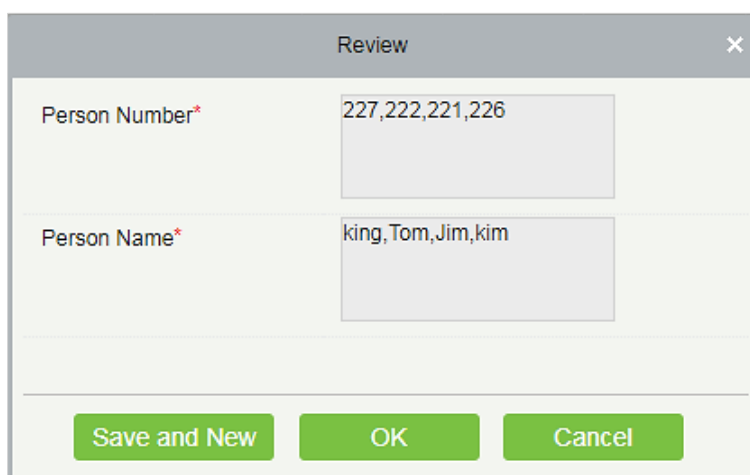 Review
Person Number* 227,222,221,226
Person Name* king,Tom,Jim,kim
Save and New OK Cancel